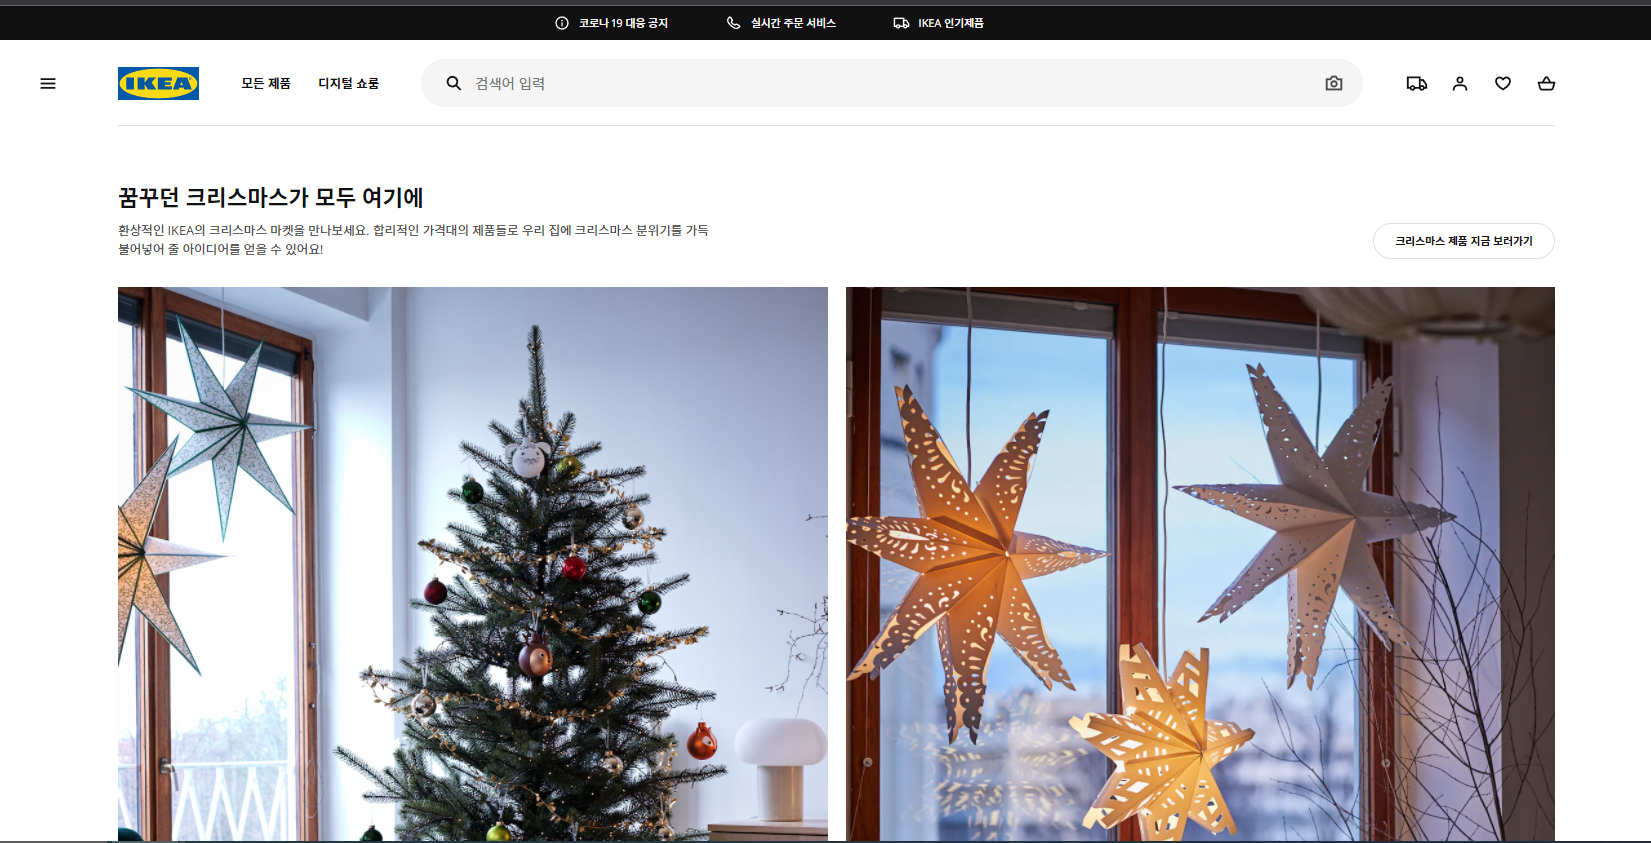 코로나 19 대응 공지
실시간 주문 서비스
IKEA 인기제품
IKEA
모든 제품
디지털 쇼룸
검색어 입력
꿈꾸던 크리스마스가 모두 여기에
환상적인 IKEA의 크리스마스 마켓을 만나보세요. 합리적인 가격대의 제품들로 우리 집에 크리스마스 분위기를 가득
불어넣어 줄 아이디어를 얻을 수 있어요!
크리스마스 제품 지금 보러가기